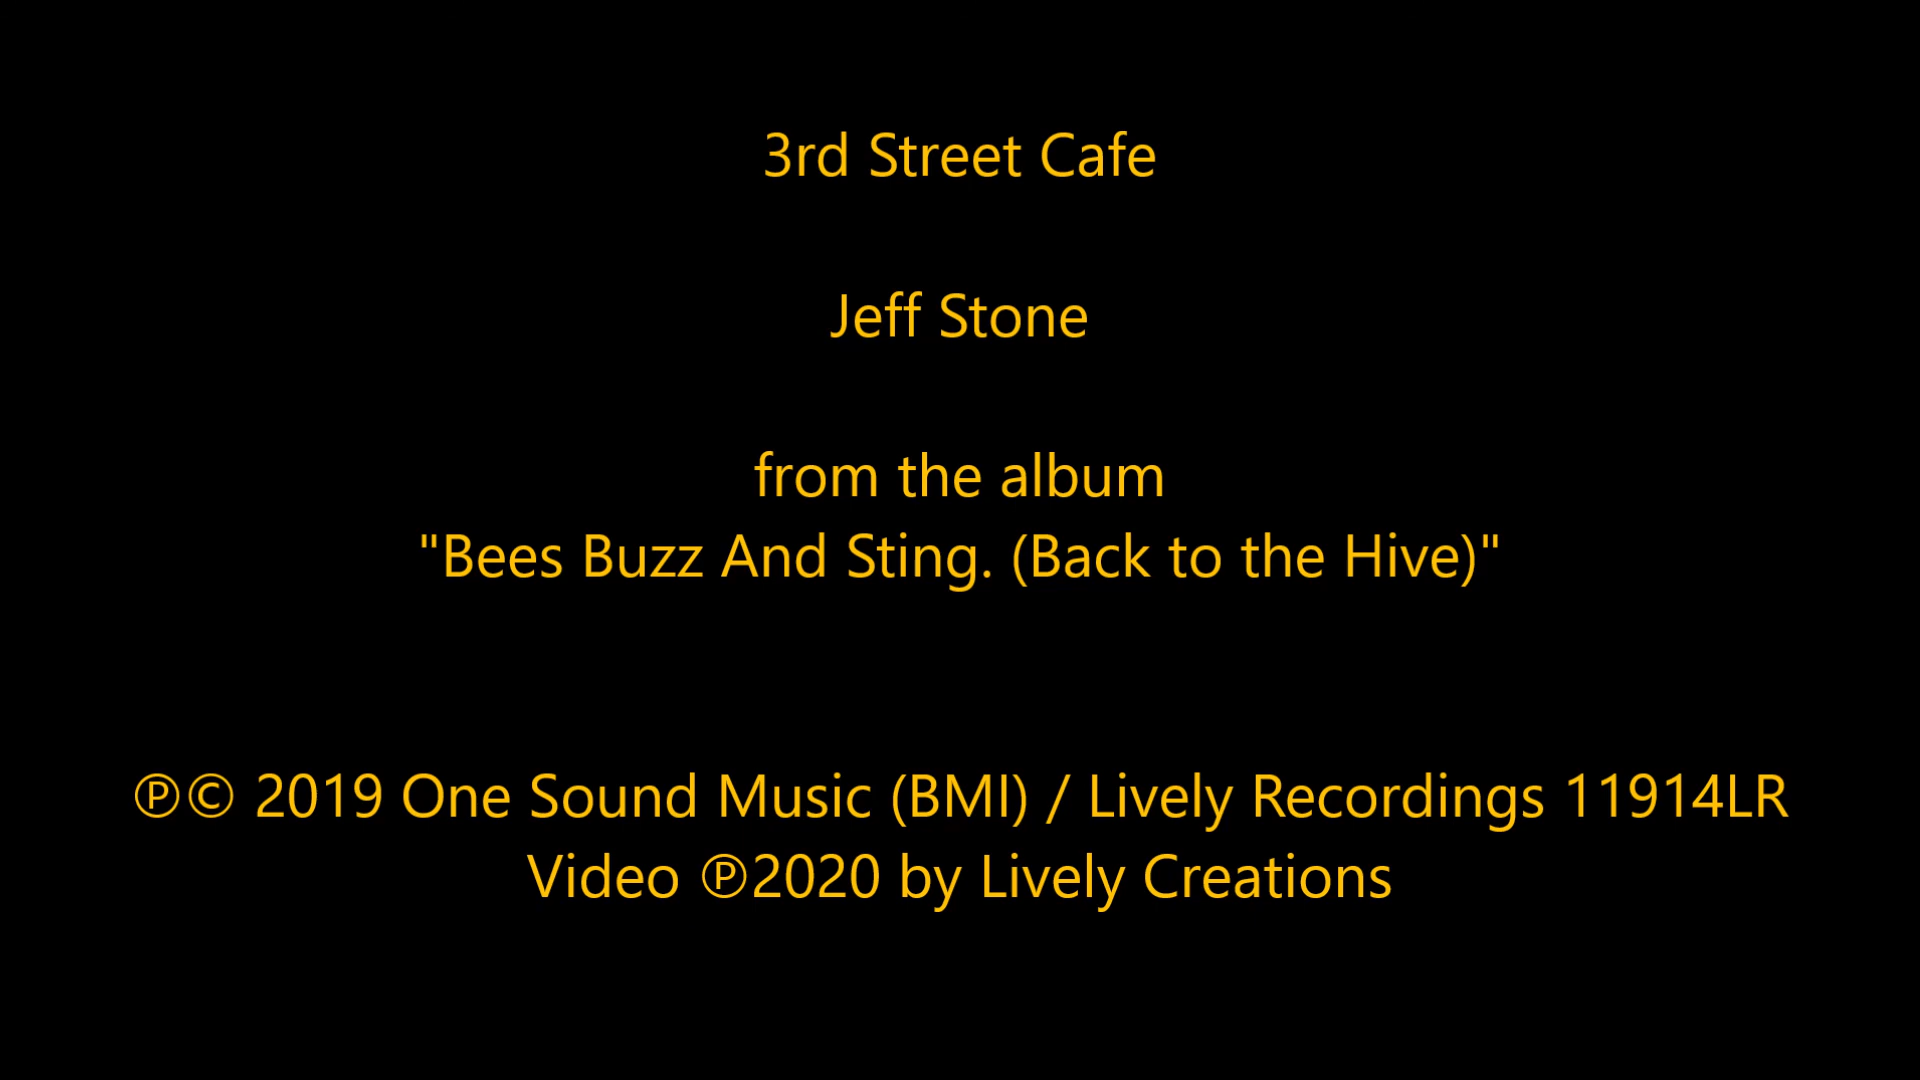 3rd Street Cafe
Jeff Stone
from the album
"Bees Buzz And Sting. (Back to the Hive)"
℗© 2019 One Sound Music (BMI) / Lively Recordings 11914LR
Video ℗2020 by Lively Creations